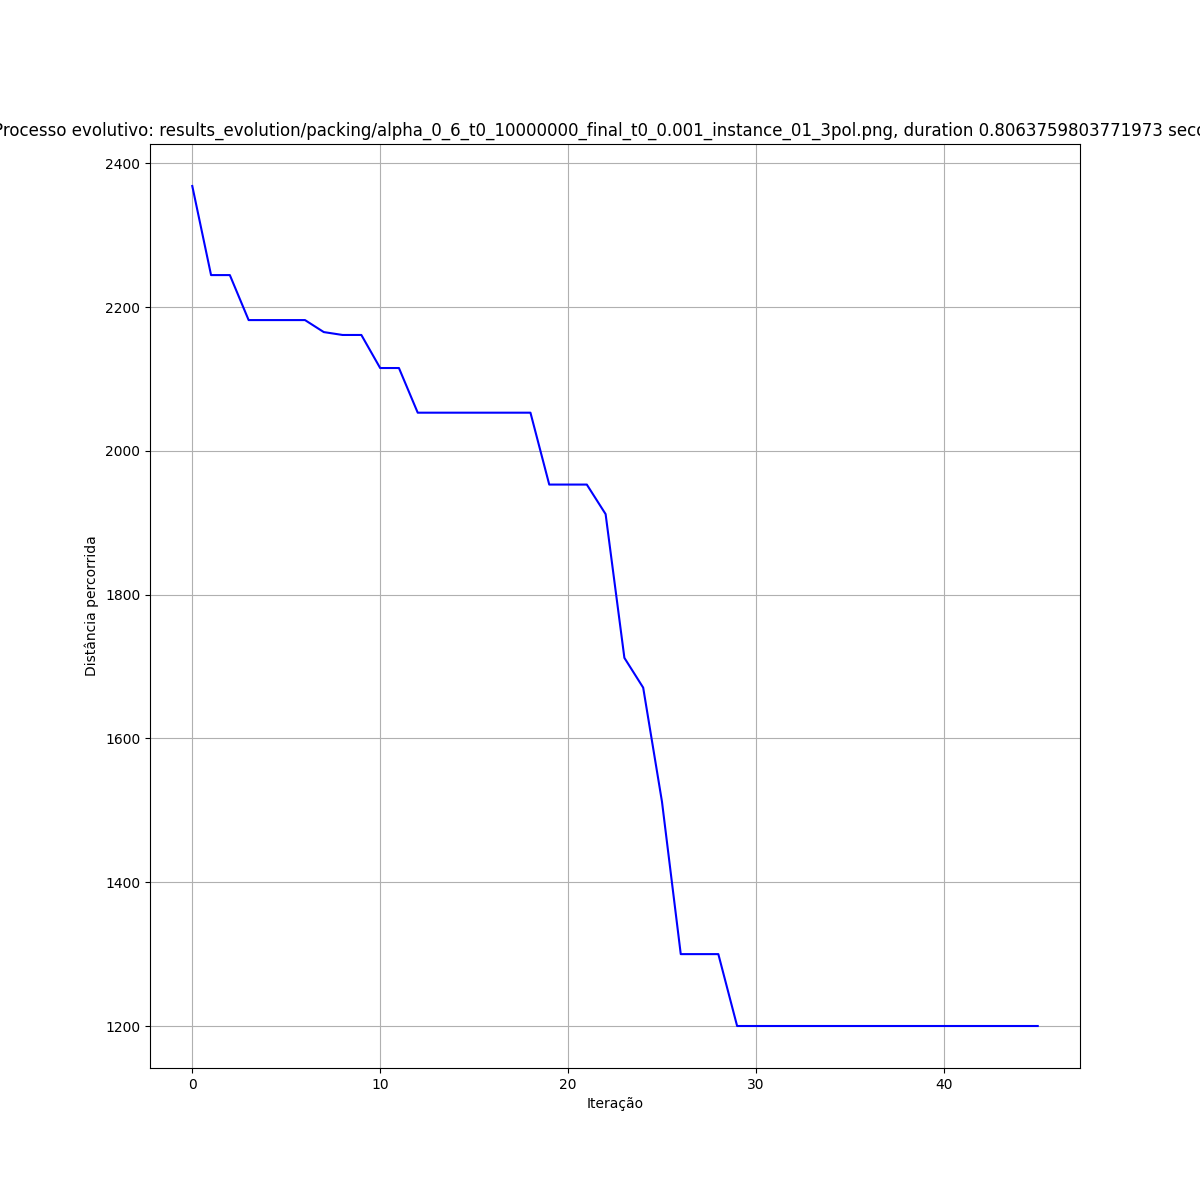 Processo evolutivo: results_evolution/packing/alpha_0_6_t0_10000000_final_t0_0.001_instance_01_3pol.png, duration 0.8063759803771973 seco
2400
2200
2000
1800
1600
1400
1200
Distância percorrida
0 10 20 30 40
Iteração